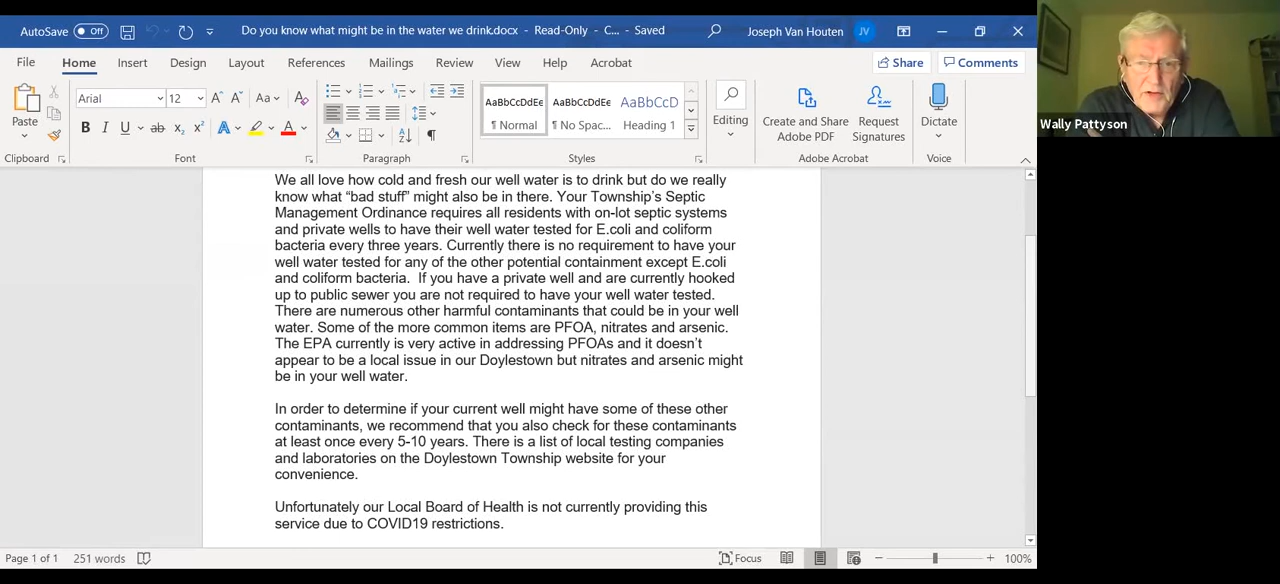 AutoSave Off Do you know what might be in the water we drink.docx - Read-Only - C... - Saved Joseph Van Houten JV
File Home Insert Design Layout References Mailings Review View Help Acrobat Share Comments
Arial 12 Aa
Paste
B I U ab x₂ x² A A
AaBbCcDdEe AaBbCcDdEe AaBbCcD
¶ Normal ¶ No Spac... Heading 1
Editing
Create and Share Adobe PDF
Request Signatures
Dictate
Clipboard Font Paragraph Styles Adobe Acrobat Voice
Wally Pattyson
We all love how cold and fresh our well water is to drink but do we really
know what “bad stuff” might also be in there. Your Township’s Septic
Management Ordinance requires all residents with on-lot septic systems
and private wells to have their well water tested for E.coli and coliform
bacteria every three years. Currently there is no requirement to have your
well water tested for any of the other potential containment except E.coli
and coliform bacteria.  If you have a private well and are currently hooked
up to public sewer you are not required to have your well water tested.
There are numerous other harmful contaminants that could be in your well
water. Some of the more common items are PFOA, nitrates and arsenic.
The EPA currently is very active in addressing PFOAs and it doesn’t
appear to be a local issue in our Doylestown but nitrates and arsenic might
be in your well water.
In order to determine if your current well might have some of these other
contaminants, we recommend that you also check for these contaminants
at least once every 5-10 years. There is a list of local testing companies
and laboratories on the Doylestown Township website for your
convenience.
Unfortunately our Local Board of Health is not currently providing this
service due to COVID19 restrictions.
Page 1 of 1 251 words Focus 100%